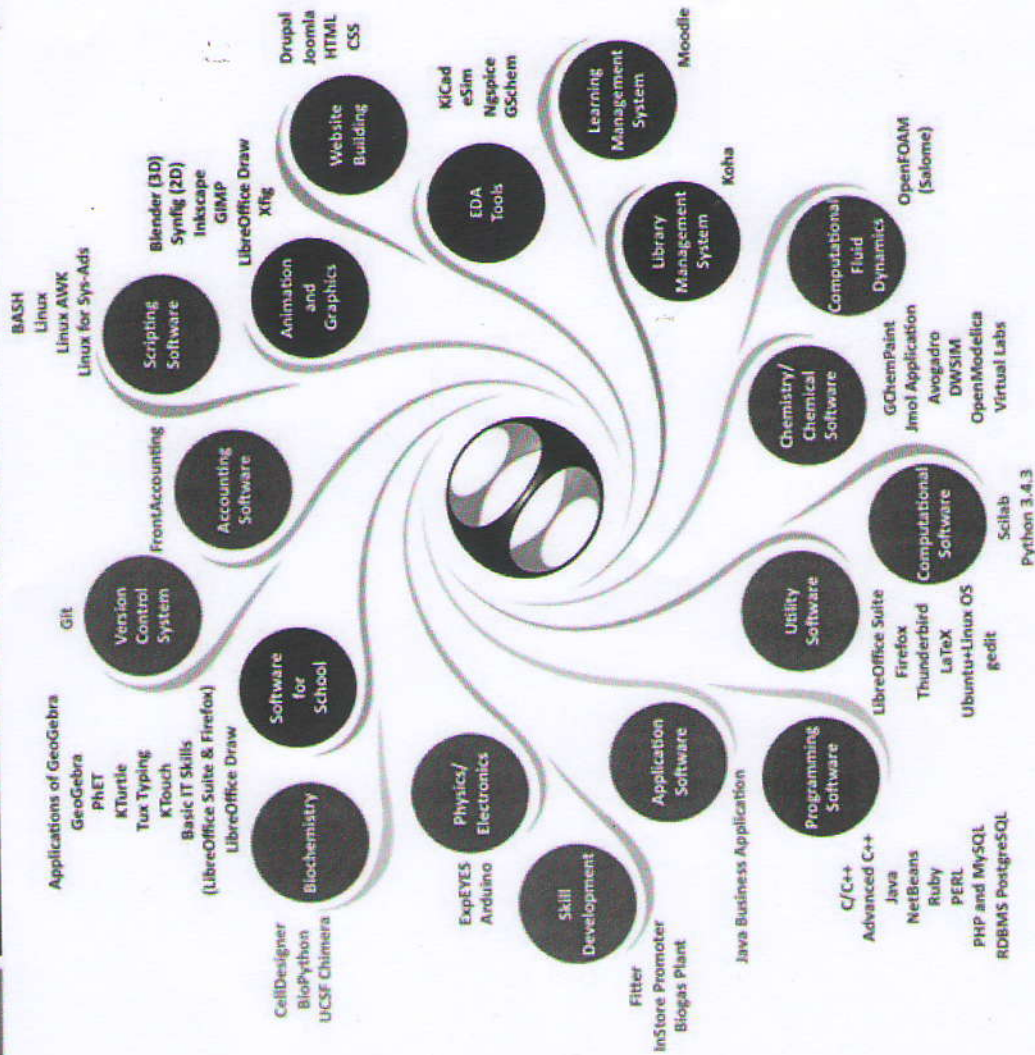 BASH
Linux
Linux AWK
Linux for Sys-Ads
Scripting
Software
Blender (3D)
Synfig (2D)
Inkscape
GIMP
LibreOffice Draw
Xfig
Animation
and
Graphics
Drupal
Joomla
HTML
CSS
Website
Building
KiCad
eSim
Ngspice
GSchem
EDA
Tools
Learning
Management
System
Moodle
Library
Management
System
Koha
Computational
Fluid
Dynamics
OpenFOAM
(Salome)
Chemistry/
Chemical
Software
GChemPaint
Jmol Application
Avogadro
DWSIM
OpenModelica
Virtual Labs
Computational
Software
Scilab
Python 3.4.3
Utility
Software
LibreOffice Suite
Firefox
Thunderbird
LaTeX
Ubuntu+Linux OS
gedit
Programming
Software
C/C++
Advanced C++
Java
NetBeans
Ruby
PERL
PHP and MySQL
RDBMS PostgreSQL
Application
Software
Java Business Application
Skill
Development
Fitter
InStore Promoter
Biogas Plant
Physics/
Electronics
ExpEYES
Arduino
Biochemistry
CellDesigner
BioPython
UCSF Chimera
Software
for
School
Applications of GeoGebra
GeoGebra
PhET
KTurtle
Tux Typing
KTouch
Basic IT Skills
(LibreOffice Suite & Firefox)
LibreOffice Draw
Version
Control
System
Git
Accounting
Software
FrontAccounting